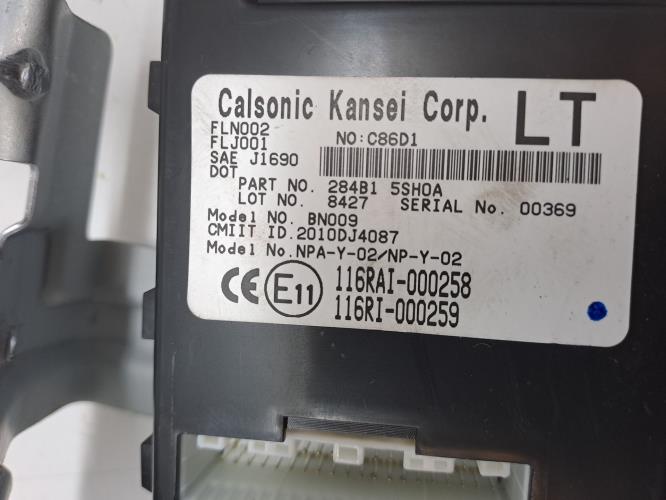 Calsonic Kansei Corp. LT
FLN002
FLJ001 NO:C86D1
SAE J1690
DOT
PART NO. 284B1 5SH0A
LOT NO. 8427 SERIAL No. 00369
Model No. BN009
CMIIT ID.2010DJ4087
Model No.NPA-Y-02/NP-Y-02
CE E11 116RAI-000258
116RI-000259